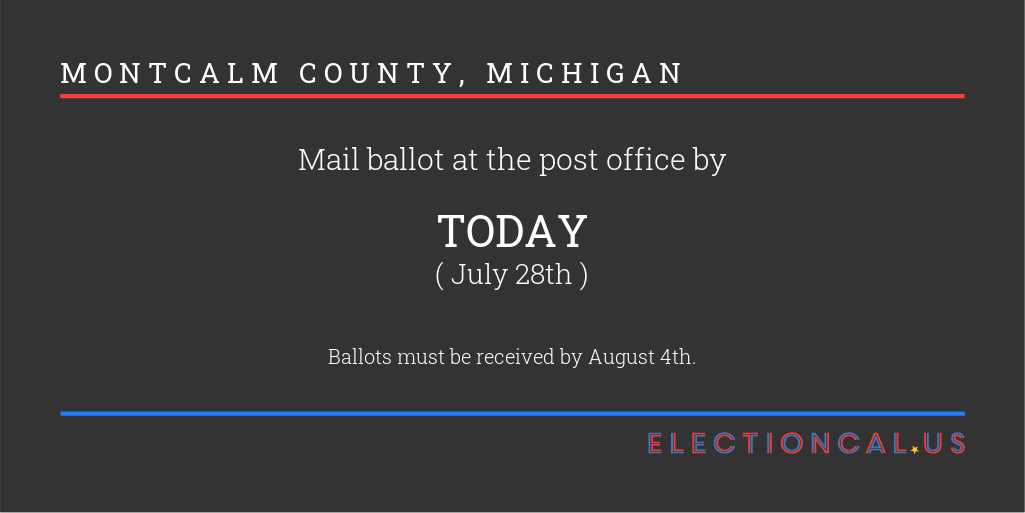 MONTCALM COUNTY, MICHIGAN
Mail ballot at the post office by
TODAY
( July 28th )
Ballots must be received by August 4th.
ELECTIONCAL★US